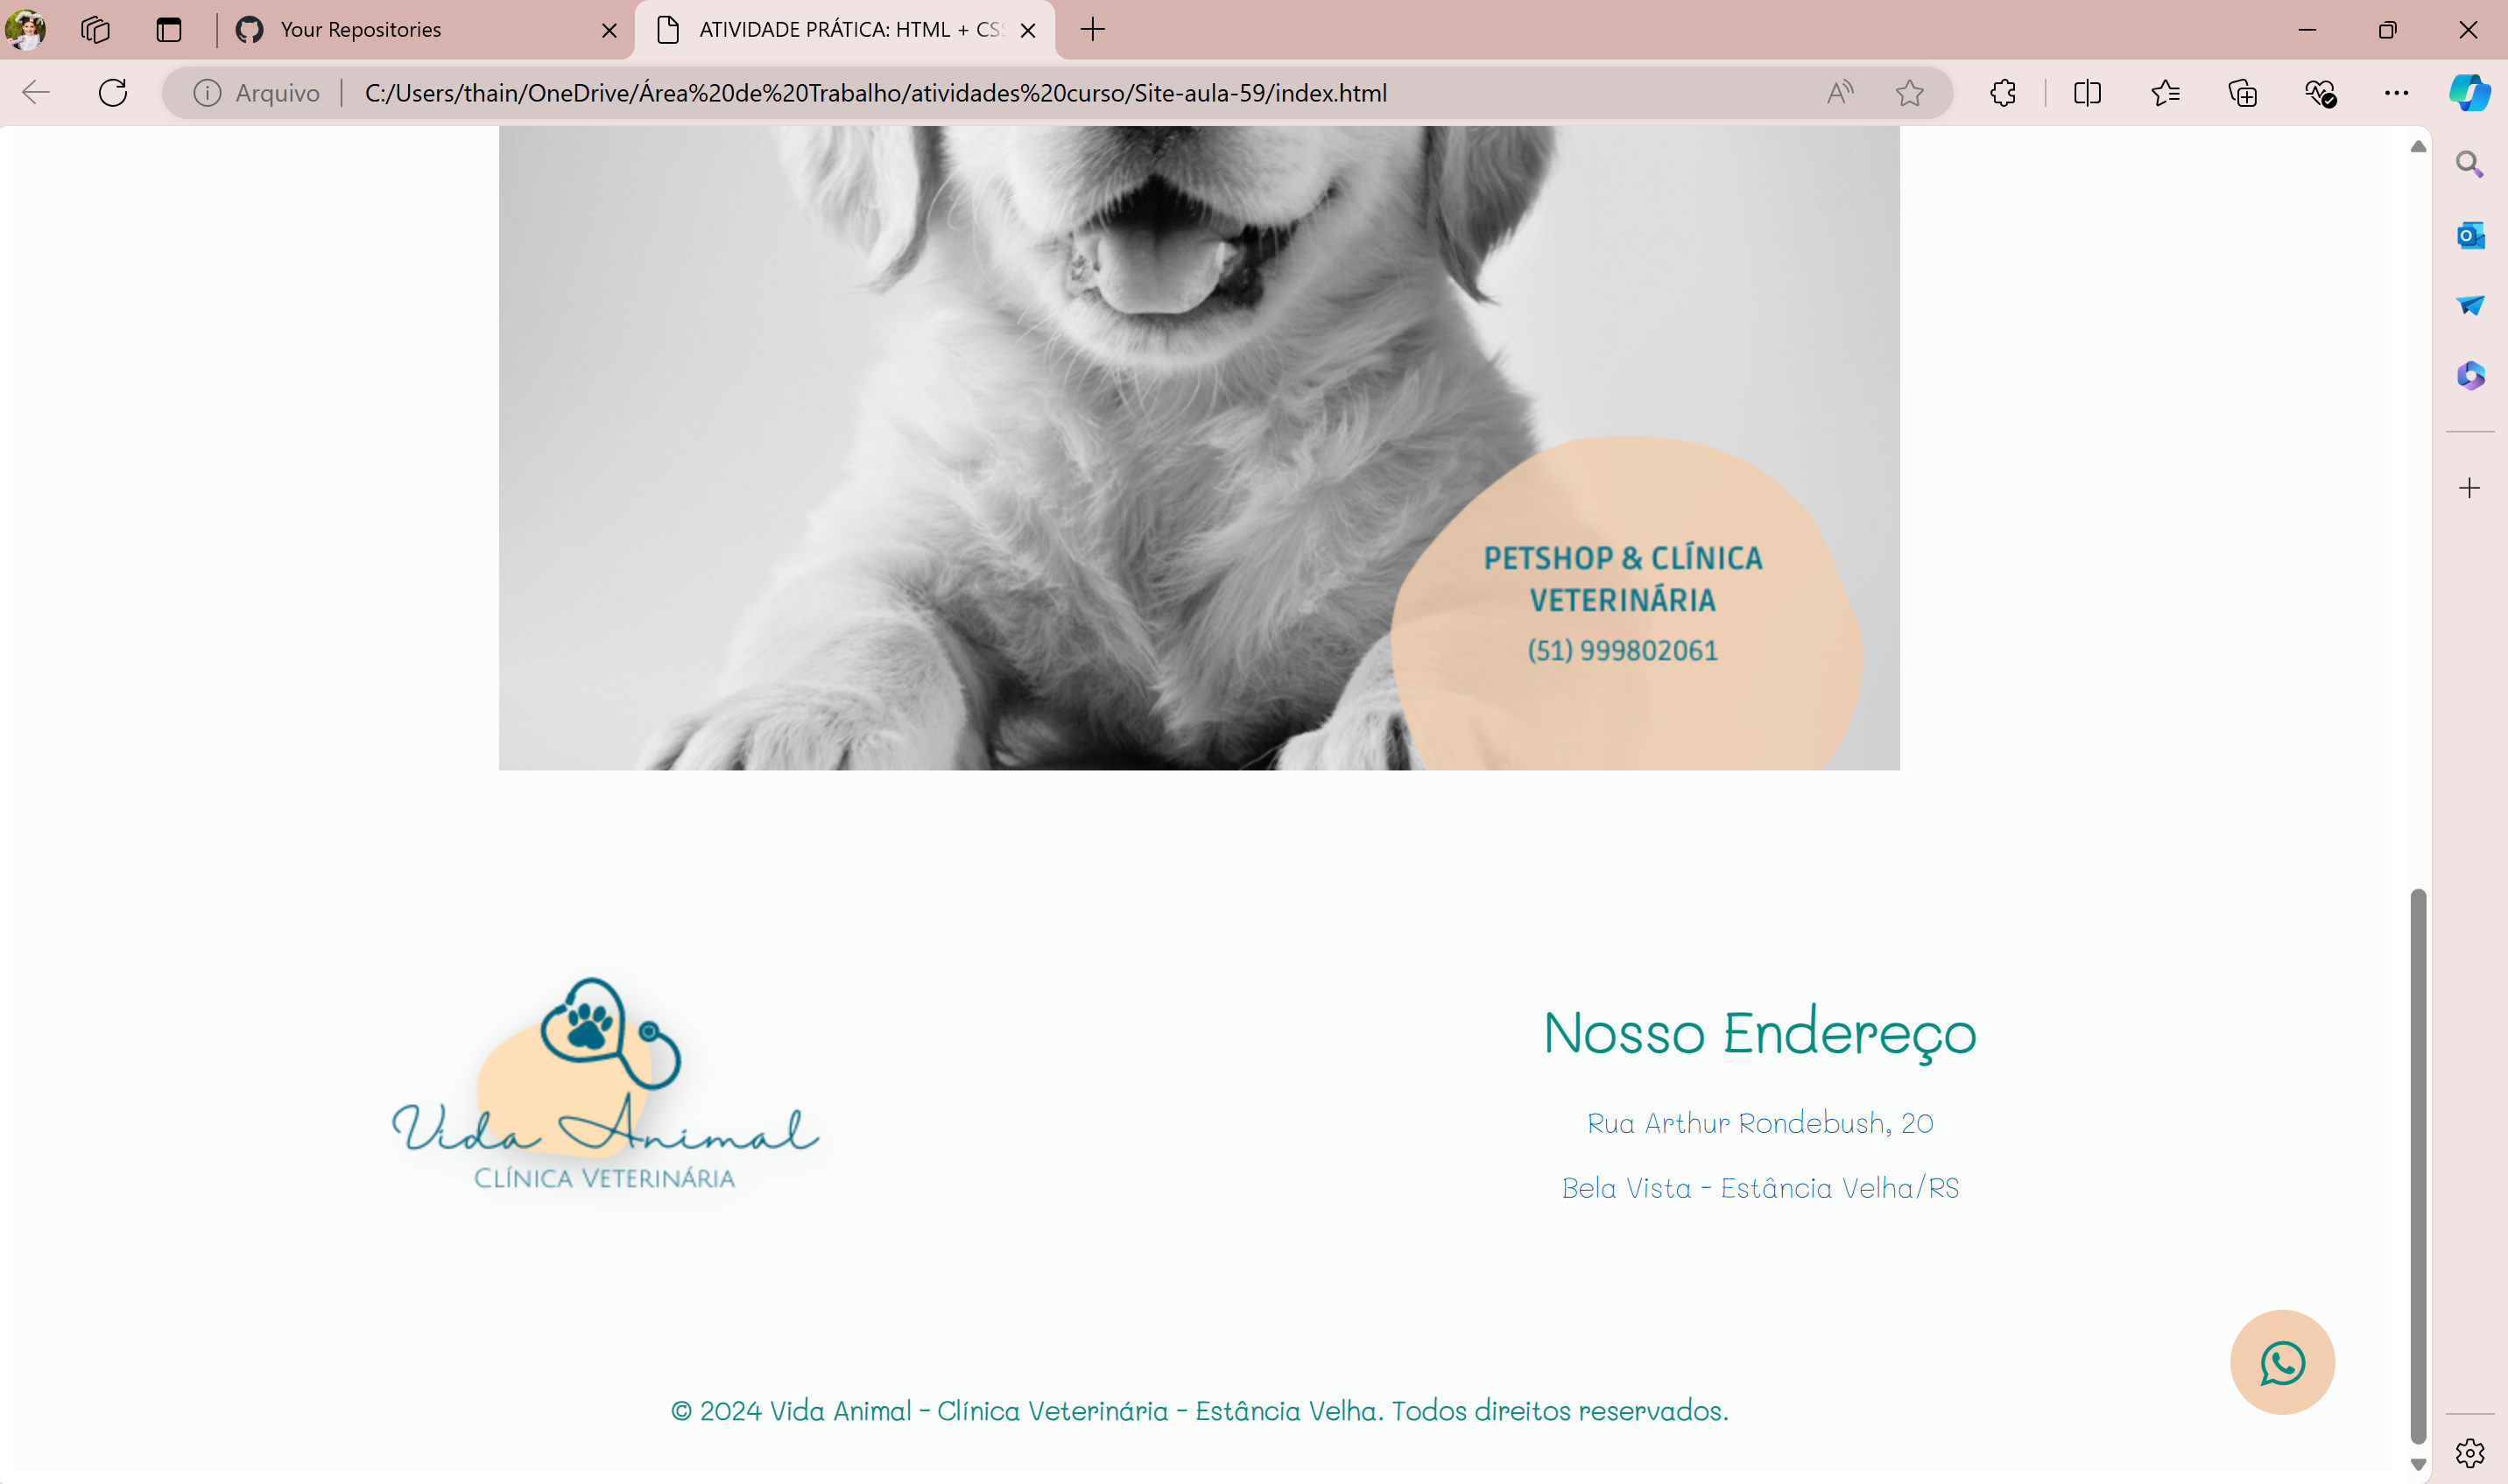 Your Repositories
ATIVIDADE PRÁTICA: HTML + CSS
Arquivo
C:/Users/thain/OneDrive/Área%20de%20Trabalho/atividades%20curso/Site-aula-59/index.html
PETSHOP & CLÍNICA
VETERINÁRIA
(51) 999802061
Vida Animal
CLÍNICA VETERINÁRIA
Nosso Endereço
Rua Arthur Rondebush, 20
Bela Vista - Estância Velha/RS
© 2024 Vida Animal - Clínica Veterinária - Estância Velha. Todos direitos reservados.